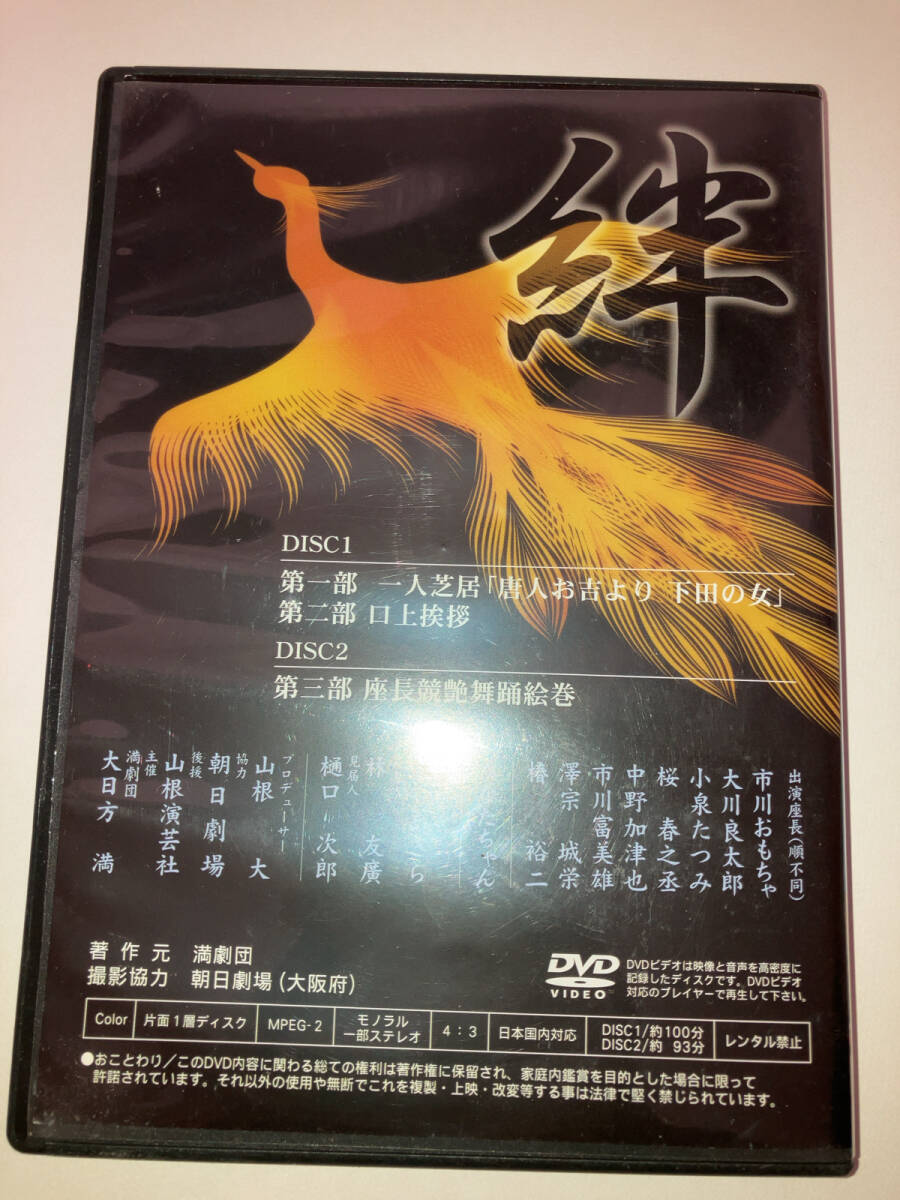 絆
DISC1
第一部 一人芝居「唐人お吉より 下田の女」
第二部 口上挨拶
DISC2
第三部 座長競艶舞踊絵巻
出演座長(順不同)
市川おもちゃ
大川良太郎
小泉たつみ
桜 春之丞
中野加津也
市川富美雄
澤宗 城栄
椿 裕二
たちゃん
ら
林 友廣
見届人
樋口 次郎
プロデューサー
山根 大
協力
朝日劇場
後援
山根演芸社
主催
満劇団
大日方 満
著作元 満劇団
撮影協力 朝日劇場(大阪府)
DVD VIDEO
DVDビデオは映像と音声を高密度に
記録したディスクです。DVDビデオ
対応のプレイヤーで再生して下さい。
Color 片面1層ディスク MPEG-2 モノラル 一部ステレオ 4:3 日本国内対応 DISC1/約100分 DISC2/約 93分 レンタル禁止
●おことわり/このDVD内容に関わる総ての権利は著作権に保留され、家庭内鑑賞を目的とした場合に限って
許諾されています。それ以外の使用や無断でこれを複製・上映・改変等する事は法律で堅く禁じられています。